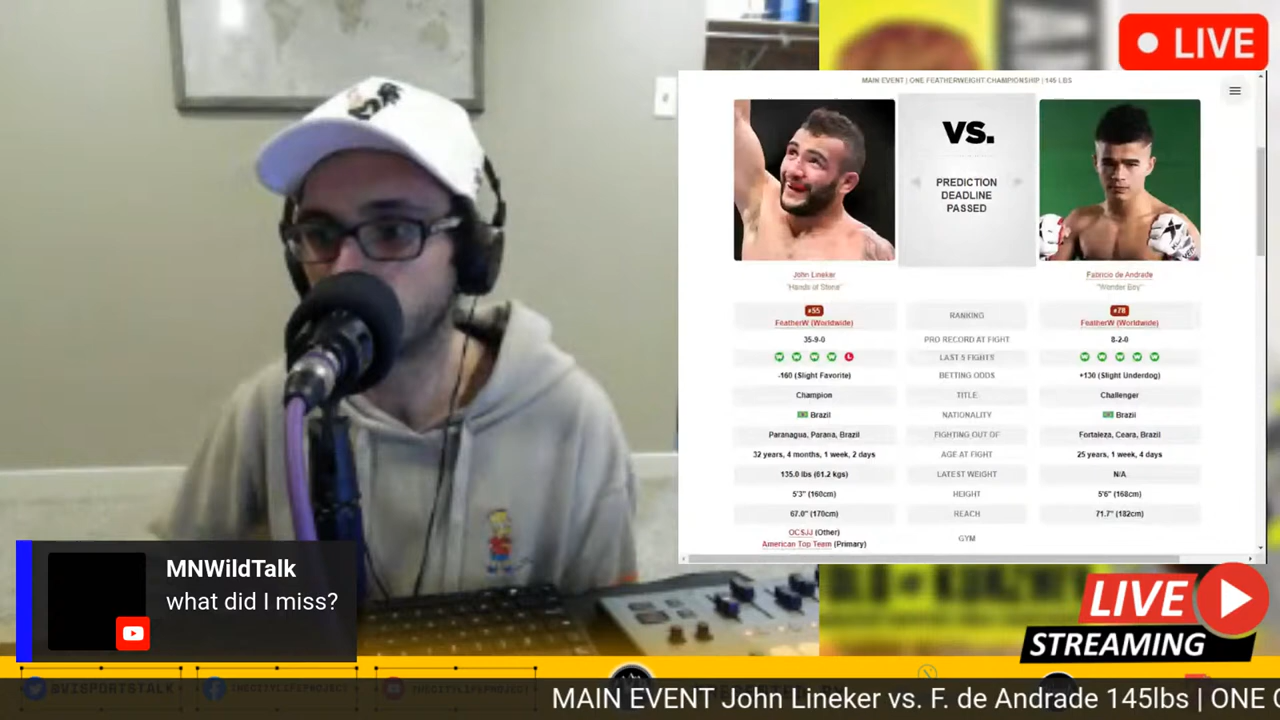 LIVE
MAIN EVENT | ONE FEATHERWEIGHT CHAMPIONSHIP | 145 LBS
VS.
PREDICTION
DEADLINE
PASSED
John Lineker
"Hands of Stone"
Fabricio de Andrade
"Wonder Boy"
#55
FeatherW (Worldwide)
RANKING
#78
FeatherW (Worldwide)
35-9-0
PRO RECORD AT FIGHT
8-2-0
W W W W L
LAST 5 FIGHTS
W W W W W
-160 (Slight Favorite)
BETTING ODDS
+130 (Slight Underdog)
Champion
TITLE
Challenger
Brazil
NATIONALITY
Brazil
Paranagua, Parana, Brazil
FIGHTING OUT OF
Fortaleza, Ceara, Brazil
32 years, 4 months, 1 week, 2 days
AGE AT FIGHT
25 years, 1 week, 4 days
135.0 lbs (61.2 kgs)
LATEST WEIGHT
N/A
5'3" (160cm)
HEIGHT
5'6" (168cm)
67.0" (170cm)
REACH
71.7" (182cm)
OCSJJ (Other)
American Top Team (Primary)
GYM
MNWildTalk
what did I miss?
LIVE
STREAMING
@VISPORTSTALK
THECITYLIFEPROJECT
THECITYLIFEPROJECT
MAIN EVENT John Lineker vs. F. de Andrade 145lbs | ONE